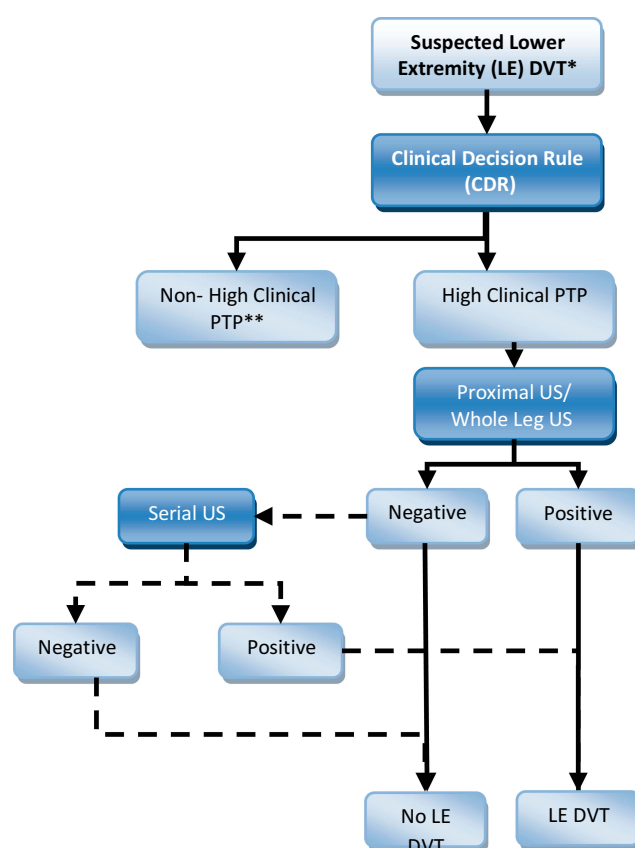 Suspected Lower
Extremity (LE) DVT*
Clinical Decision Rule
(CDR)
Non- High Clinical
PTP**
High Clinical PTP
Proximal US/
Whole Leg US
Serial US
Negative
Positive
Negative
Positive
No LE
DVT
LE DVT